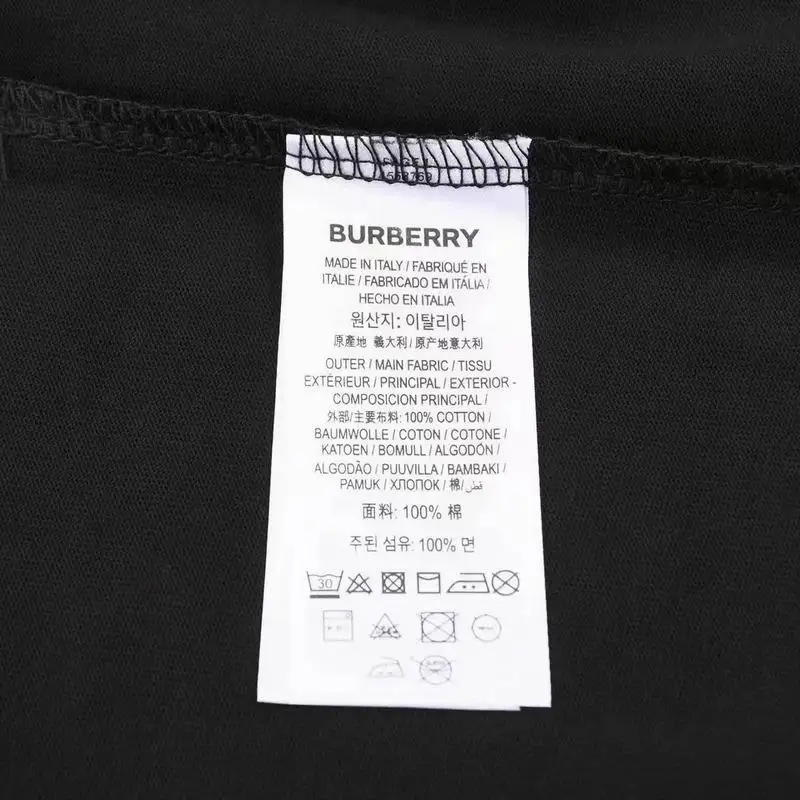 BURBERRY
MADE IN ITALY / FABRIQUÉ EN
ITALIE / FABRICADO EM ITÁLIA /
HECHO EN ITALIA
원산지: 이탈리아
原產地 義大利 / 原产地意大利
OUTER / MAIN FABRIC / TISSU
EXTÉRIEUR / PRINCIPAL / EXTERIOR -
COMPOSICION PRINCIPAL /
外部/主要布料: 100% COTTON /
BAUMWOLLE / COTON / COTONE /
KATOEN / BOMULL / ALGODÓN /
ALGODÃO / PUUVILLA / BAMBAKI /
PAMUK / ХЛОПОК / 棉/ قطن
面料: 100% 棉
주된 섬유: 100% 면
30